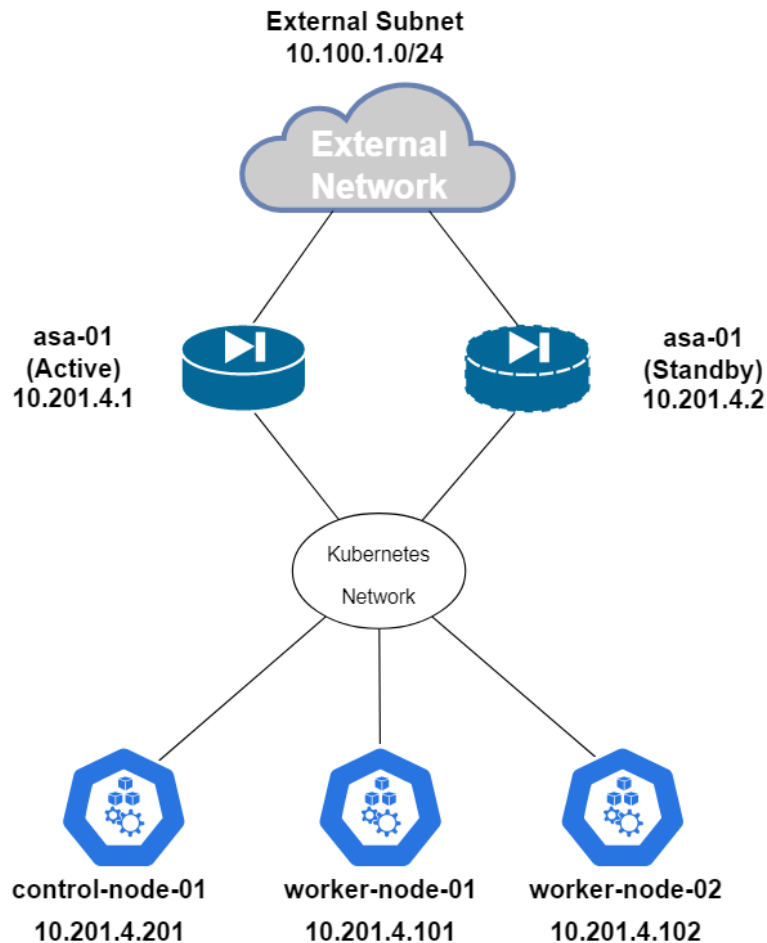 External Subnet
10.100.1.0/24
External
Network
asa-01
(Active)
10.201.4.1
asa-01
(Standby)
10.201.4.2
Kubernetes
Network
control-node-01
10.201.4.201
worker-node-01
10.201.4.101
worker-node-02
10.201.4.102